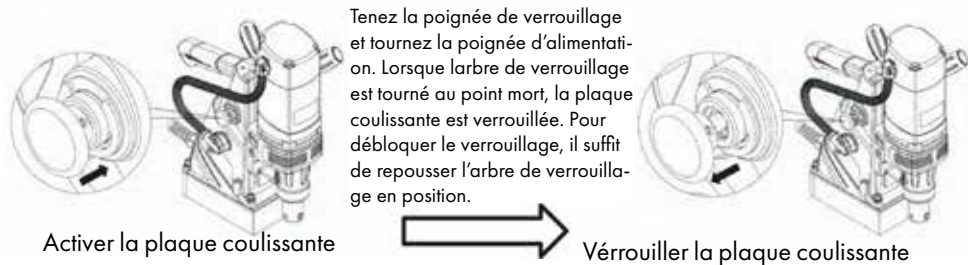 Tenez la poignée de verrouillage
et tournez la poignée d'alimentati-
on. Lorsque larbre de verrouillage
est tourné au point mort, la plaque
coulissante est verrouillée. Pour
débloquer le verrouillage, il suffit
de repousser l'arbre de verrouilla-
ge en position.
Activer la plaque coulissante
Vérrouiller la plaque coulissante